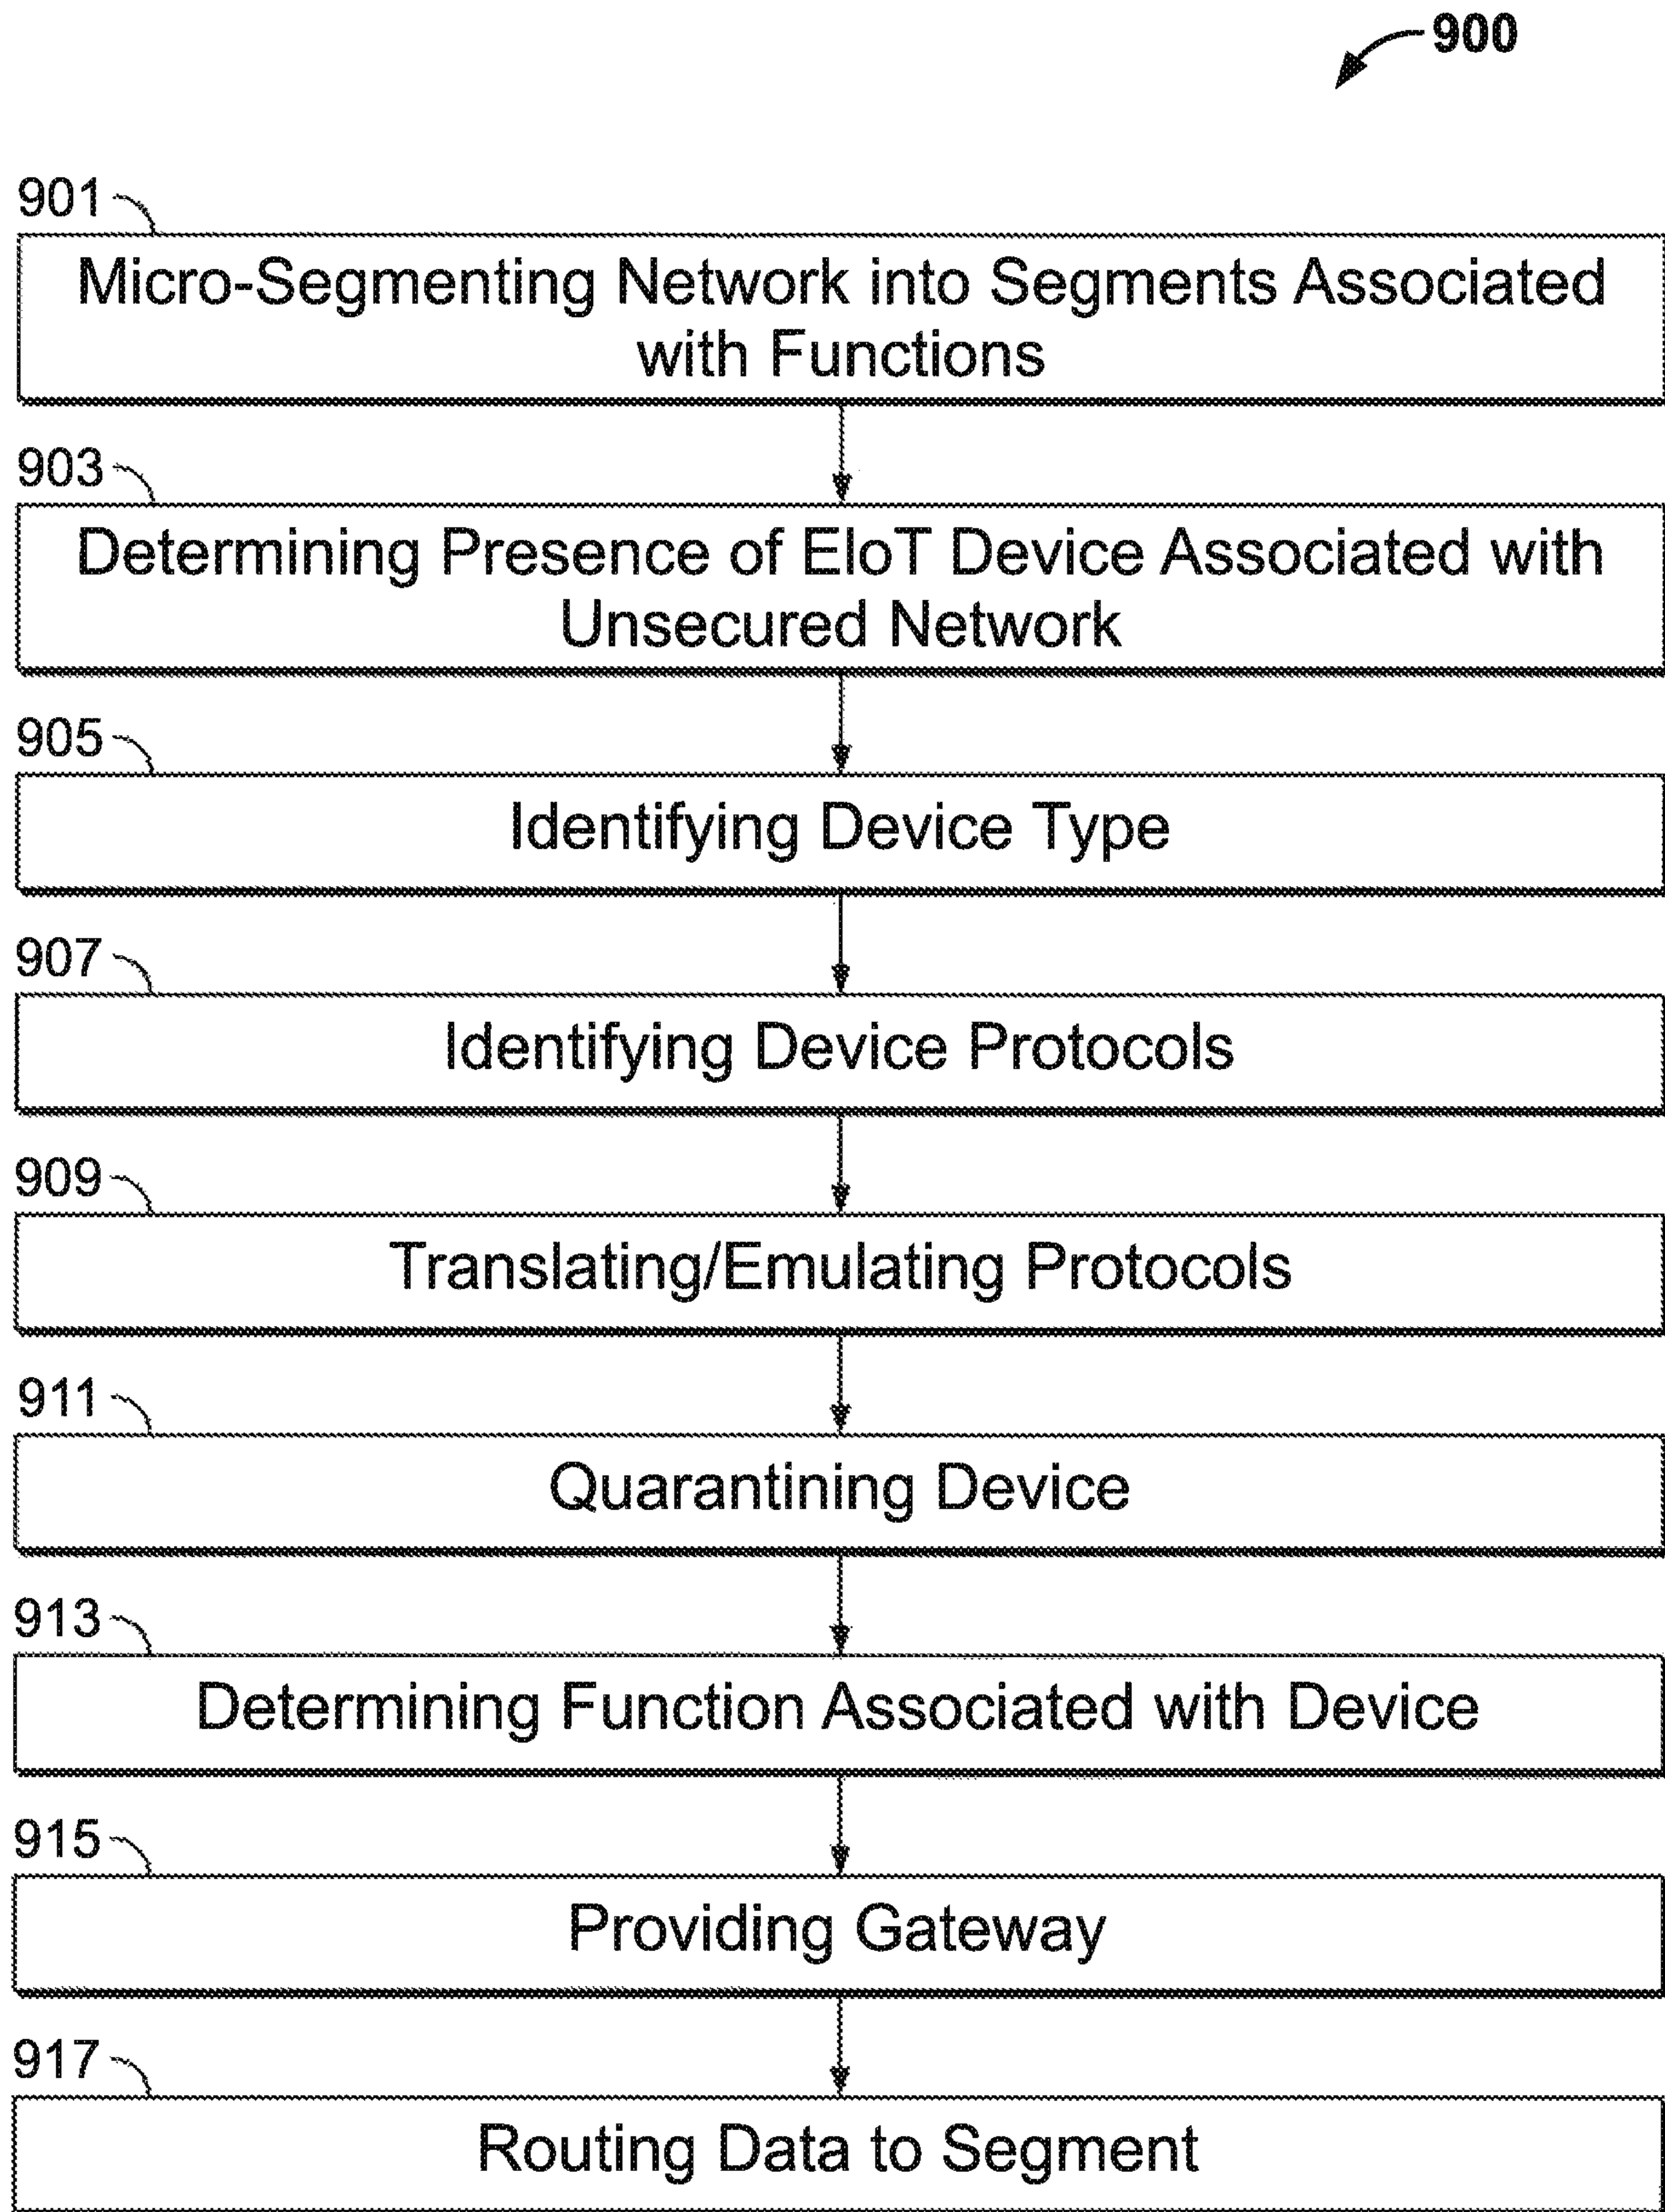 900
901
Micro-Segmenting Network into Segments Associated
with Functions
903
Determining Presence of EIoT Device Associated with
Unsecured Network
905
Identifying Device Type
907
Identifying Device Protocols
909
Translating/Emulating Protocols
911
Quarantining Device
913
Determining Function Associated with Device
915
Providing Gateway
917
Routing Data to Segment